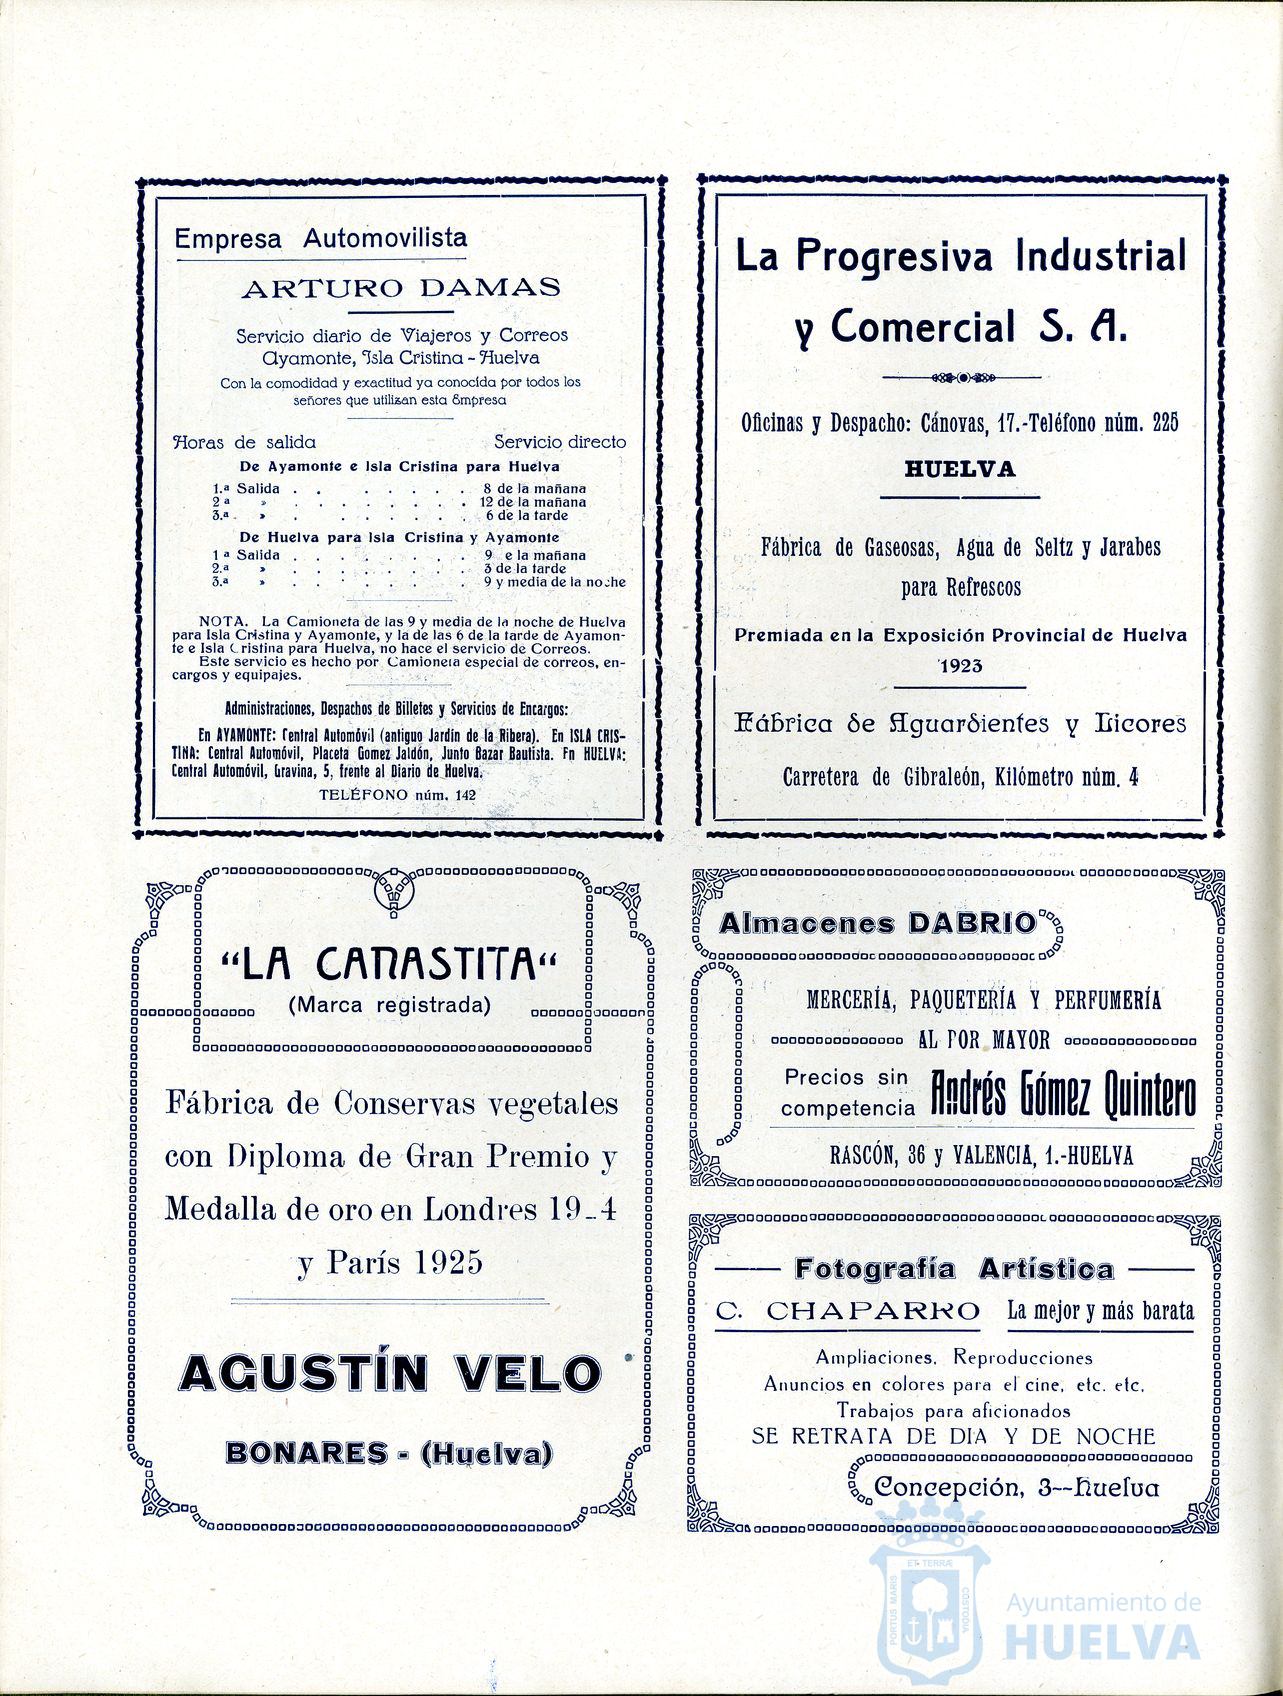 Empresa Automovilista
ARTURO DAMAS
Servicio diario de Viajeros y Correos
Ayamonte, Isla Cristina - Huelva
Con la comodidad y exactitud ya conocida por todos los
señores que utilizan esta Empresa
Horas de salida Servicio directo
De Ayamonte e Isla Cristina para Huelva
1.ª Salida . . . . . . . . 8 de la mañana
2ª » . . . . . . . . 12 de la mañana
3.ª » . . . . . . . . 6 de la tarde
De Huelva para Isla Cristina y Ayamonte
1ª Salida . . . . . . . . 9 e la mañana
2.ª » . . . . . . . . 3 de la tarde
3.ª » . . . . . . . . 9 y media de la noche
NOTA. La Camioneta de las 9 y media de la noche de Huelva
para Isla Cristina y Ayamonte, y la de las 6 de la tarde de Ayamon-
te e Isla Cristina para Huelva, no hace el servicio de Correos.
Este servicio es hecho por Camioneta especial de correos, en-
cargos y equipajes.
Administraciones, Despachos de Billetes y Servicios de Encargos:
En AYAMONTE: Central Automóvil (antiguo Jardín de la Ribera). En ISLA CRIS-
TINA: Central Automóvil, Placeta Gomez Jaldón, Junto Bazar Bautista. En HUELVA:
Central Automóvil, Gravina, 5, frente al Diario de Huelva.
TELÉFONO núm. 142
La Progresiva Industrial
y Comercial S. A.
Oficinas y Despacho: Cánovas, 17.-Teléfono núm. 225
HUELVA
Fábrica de Gaseosas, Agua de Seltz y Jarabes
para Refrescos
Premiada en la Exposición Provincial de Huelva
1923
Fábrica de Aguardientes y Licores
Carretera de Gibraleón, Kilómetro núm. 4
"LA CANASTITA"
(Marca registrada)
Fábrica de Conservas vegetales
con Diploma de Gran Premio y
Medalla de oro en Londres 19_4
y París 1925
AGUSTÍN VELO
BONARES - (Huelva)
Almacenes DABRIO
MERCERÍA, PAQUETERÍA Y PERFUMERÍA
AL POR MAYOR
Precios sin
competencia Andrés Gómez Quintero
RASCÓN, 36 y VALENCIA, 1.-HUELVA
Fotografía Artística
C. CHAPARRO La mejor y más barata
Ampliaciones, Reproducciones
Anuncios en colores para el cine, etc. etc.
Trabajos para aficionados
SE RETRATA DE DIA Y DE NOCHE
Concepción, 3--Huelva
ET TERRÆ
PORTUS MARIS
CUSTODIA
Ayuntamiento de
HUELVA